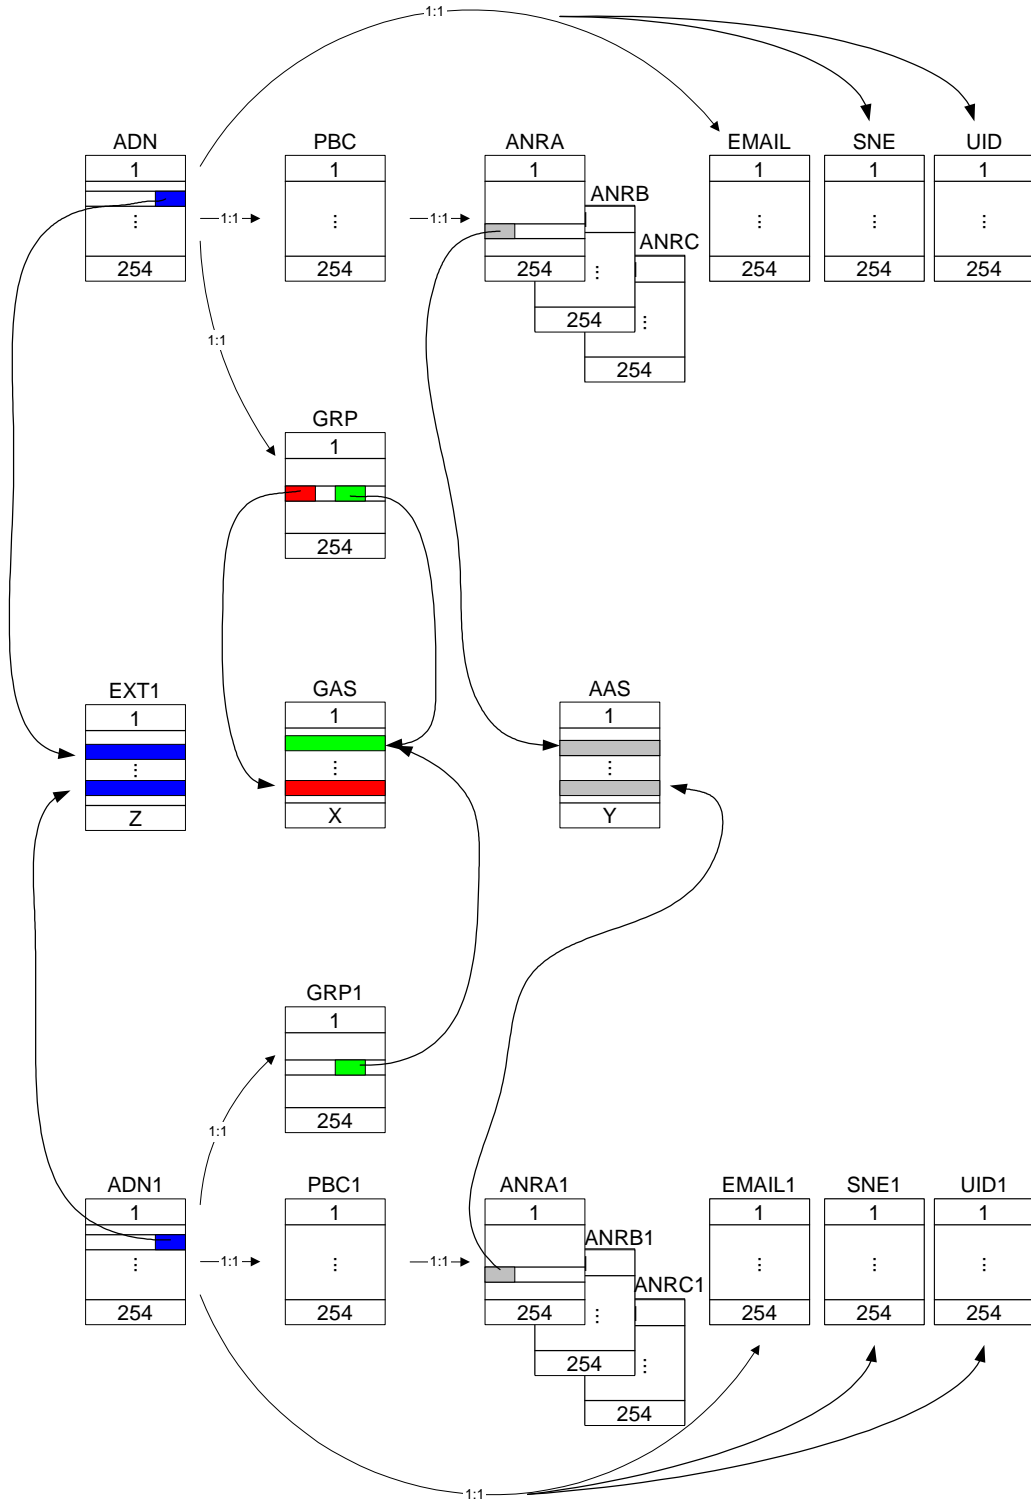 1:1
ADN PBC ANRA EMAIL SNE UID
1 1 1 1 1 1
ANRB
1:1 1:1
⋮ ⋮ ⋮ ⋮ ⋮
ANRC
254 254 254 254 254 254
⋮
254 ⋮
1:1
254
GRP
1
254
EXT1 GAS AAS
1 1 1
⋮ ⋮ ⋮
Z X Y
GRP1
1
254
1:1
ADN1 PBC1 ANRA1 EMAIL1 SNE1 UID1
1 1 1 1 1 1
ANRB1
1:1 1:1
⋮ ⋮ ⋮ ⋮ ⋮
ANRC1
254 254 254 254 254 254
⋮
254 ⋮
254
1:1